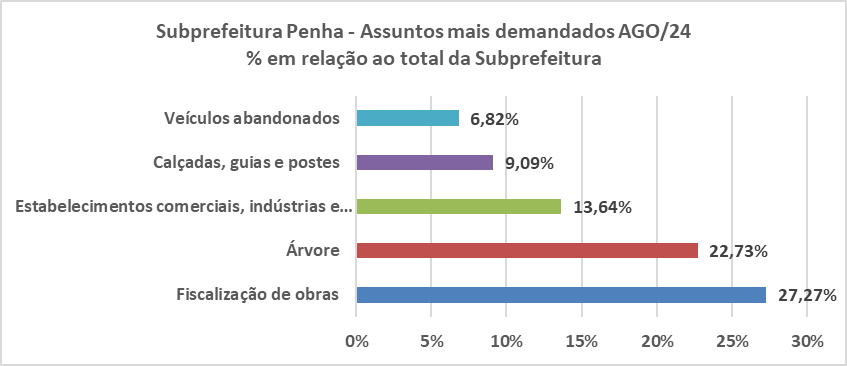 Subprefeitura Penha - Assuntos mais demandados AGO/24
% em relação ao total da Subprefeitura
Veículos abandonados 6,82%
Calçadas, guias e postes 9,09%
Estabelecimentos comerciais, indústrias e... 13,64%
Árvore 22,73%
Fiscalização de obras 27,27%
0% 5% 10% 15% 20% 25% 30%